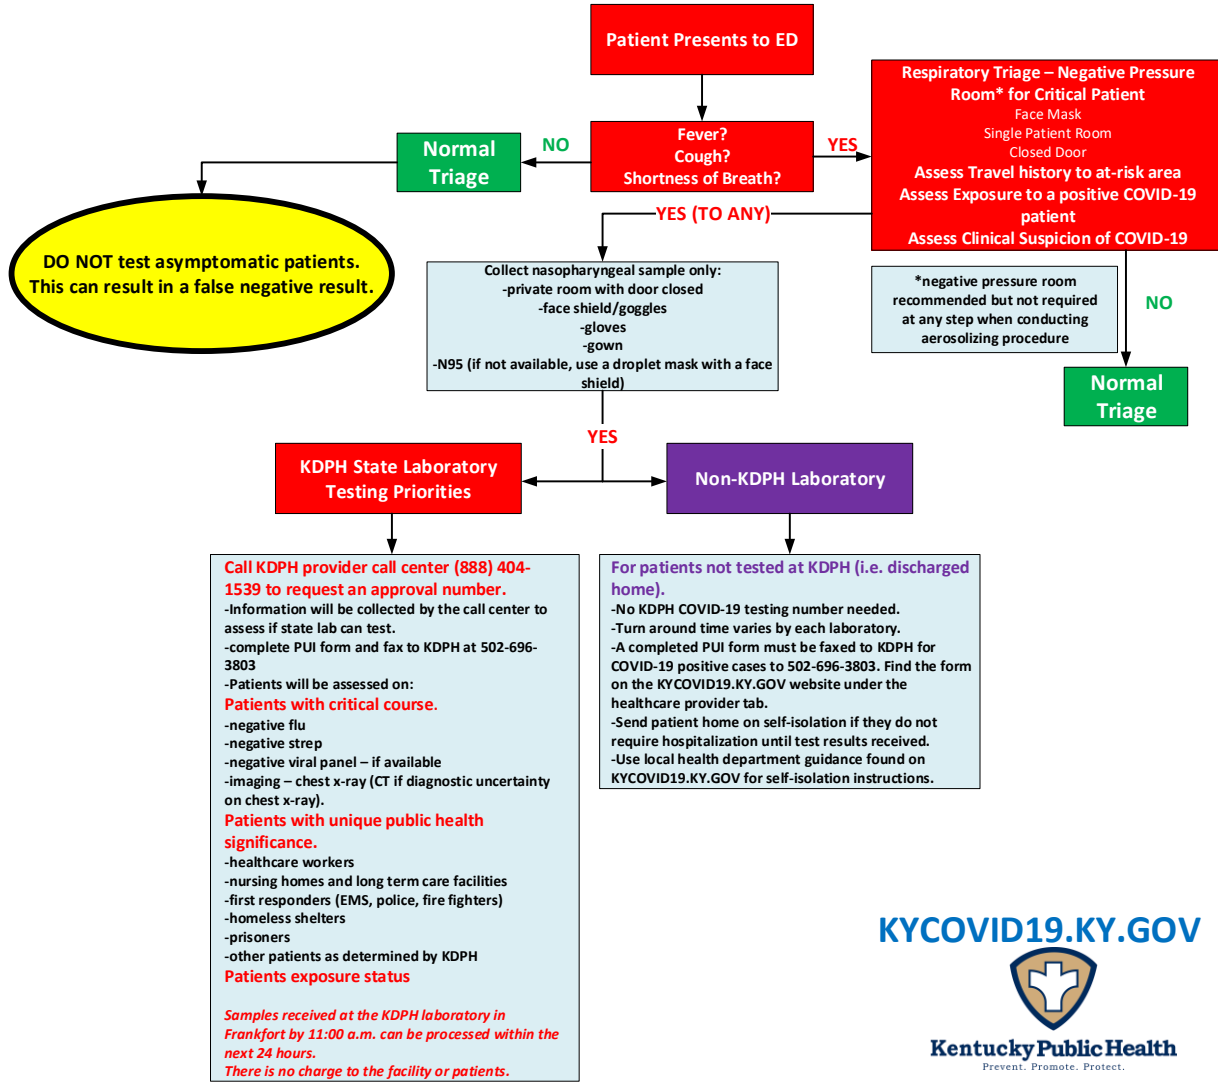 Patient Presents to ED
Respiratory Triage – Negative Pressure
Room* for Critical Patient
Face Mask
Single Patient Room
Closed Door
Assess Travel history to at-risk area
Assess Exposure to a positive COVID-19
patient
Assess Clinical Suspicion of COVID-19
Fever?
Cough?
Shortness of Breath?
YES
NO
Normal
Triage
YES (TO ANY)
DO NOT test asymptomatic patients.
This can result in a false negative result.
Collect nasopharyngeal sample only:
-private room with door closed
-face shield/goggles
-gloves
-gown
-N95 (if not available, use a droplet mask with a face
shield)
*negative pressure room
recommended but not required
at any step when conducting
aerosolizing procedure
NO
Normal
Triage
YES
KDPH State Laboratory
Testing Priorities
Non-KDPH Laboratory
Call KDPH provider call center (888) 404-
1539 to request an approval number.
-Information will be collected by the call center to
assess if state lab can test.
-complete PUI form and fax to KDPH at 502-696-
3803
-Patients will be assessed on:
Patients with critical course.
-negative flu
-negative strep
-negative viral panel – if available
-imaging – chest x-ray (CT if diagnostic uncertainty
on chest x-ray).
Patients with unique public health
significance.
-healthcare workers
-nursing homes and long term care facilities
-first responders (EMS, police, fire fighters)
-homeless shelters
-prisoners
-other patients as determined by KDPH
Patients exposure status
Samples received at the KDPH laboratory in
Frankfort by 11:00 a.m. can be processed within the
next 24 hours.
There is no charge to the facility or patients.
For patients not tested at KDPH (i.e. discharged
home).
-No KDPH COVID-19 testing number needed.
-Turn around time varies by each laboratory.
-A completed PUI form must be faxed to KDPH for
COVID-19 positive cases to 502-696-3803. Find the form
on the KYCOVID19.KY.GOV website under the
healthcare provider tab.
-Send patient home on self-isolation if they do not
require hospitalization until test results received.
-Use local health department guidance found on
KYCOVID19.KY.GOV for self-isolation instructions.
KYCOVID19.KY.GOV
Kentucky Public Health
Prevent. Promote. Protect.